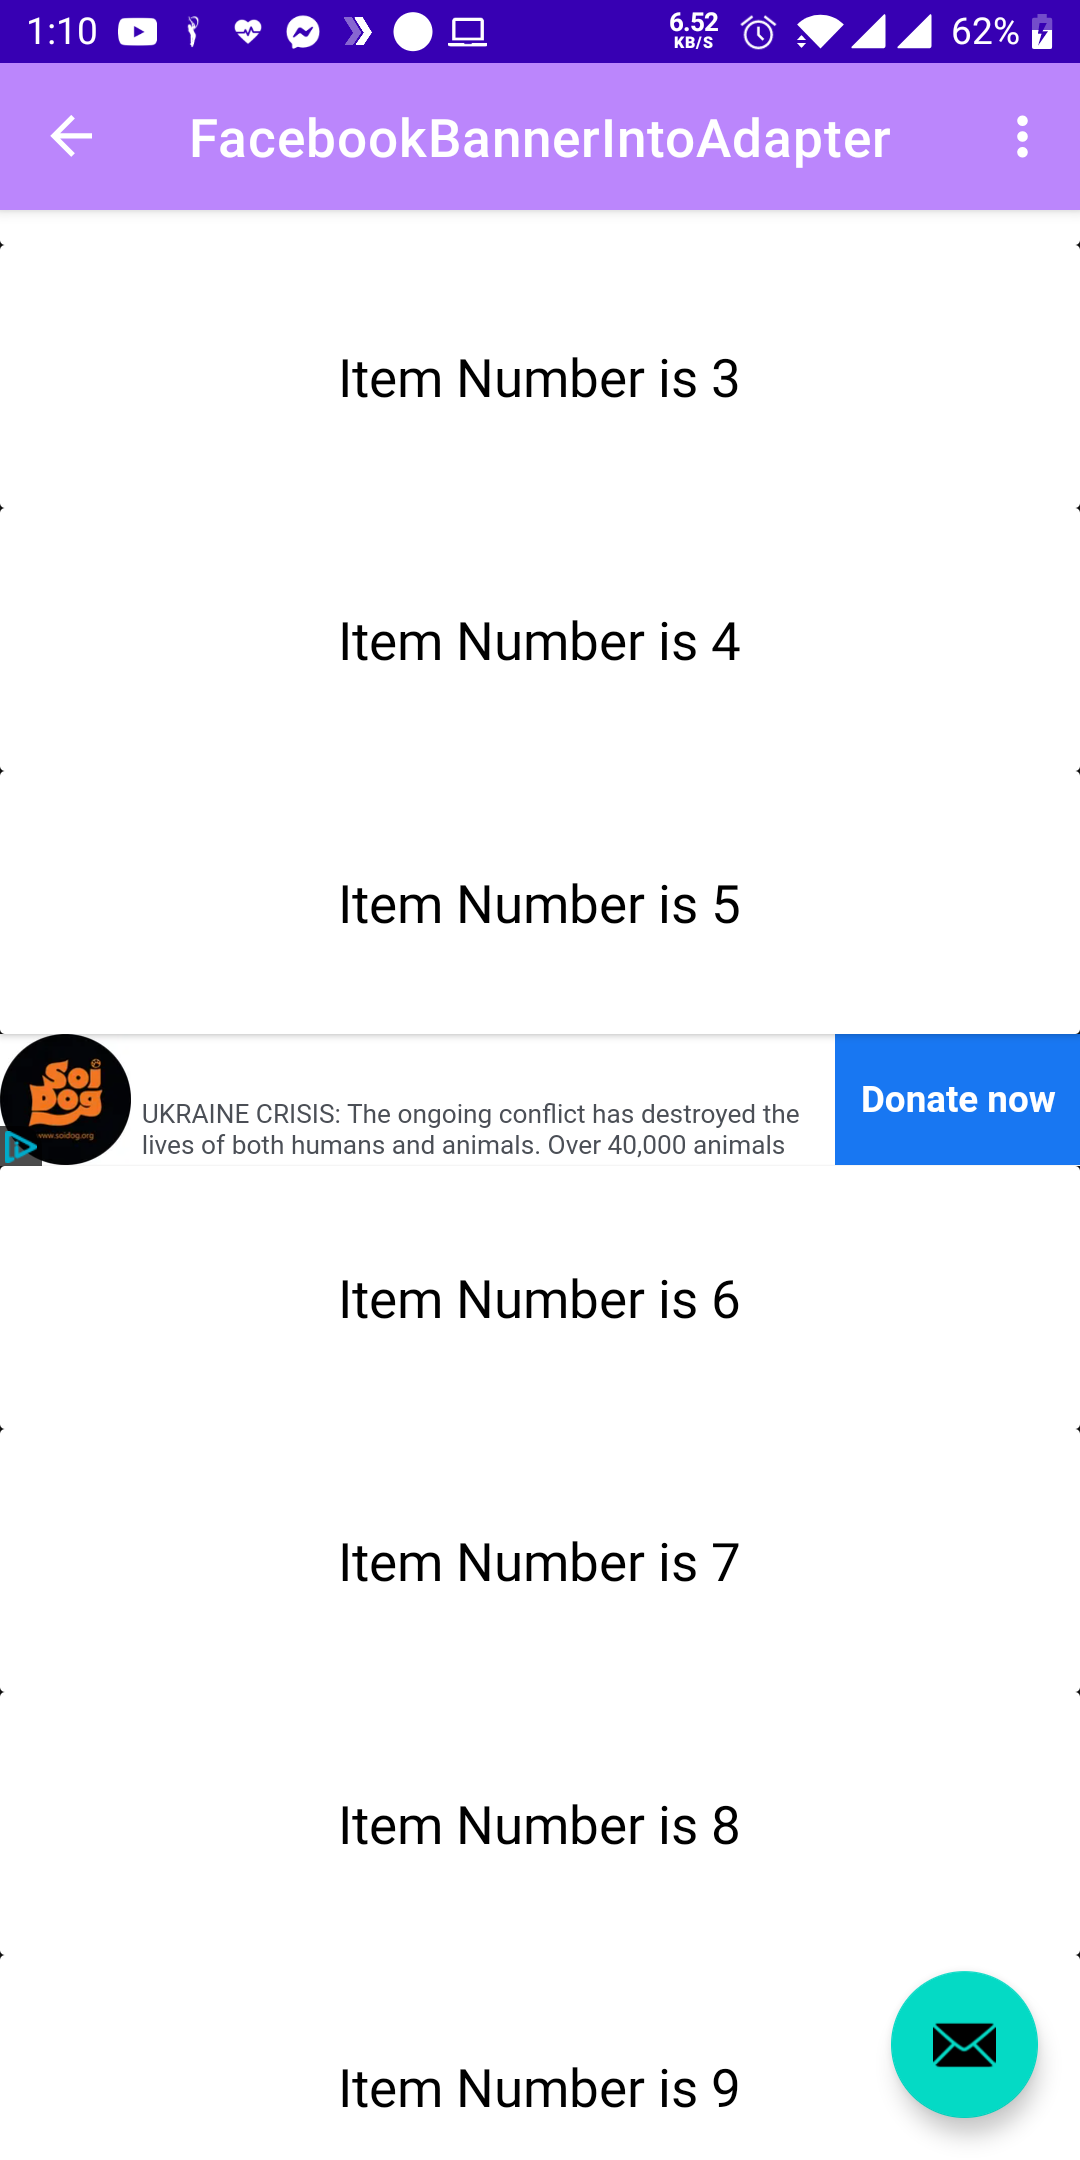 1:10
6.52
KB/S
62%
FacebookBannerIntoAdapter
Item Number is 3
Item Number is 4
Item Number is 5
Soi
Dog
www.soidog.org
UKRAINE CRISIS: The ongoing conflict has destroyed the
lives of both humans and animals. Over 40,000 animals
Donate now
Item Number is 6
Item Number is 7
Item Number is 8
Item Number is 9